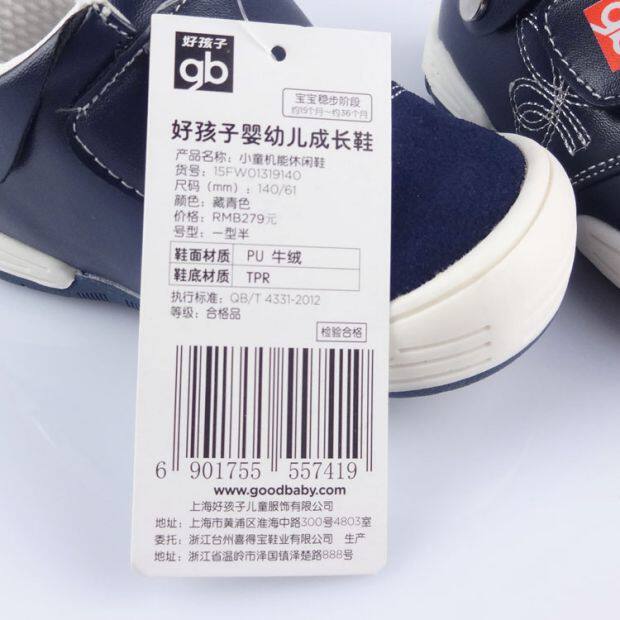 好孩子
gb
宝宝稳步阶段
约19个月~约36个月
好孩子婴幼儿成长鞋
产品名称：小童机能休闲鞋
货号：15FW01319140
尺码（mm）：140/61
颜色：藏青色
价格：RMB279元
号型：一型半
鞋面材质 PU 牛绒
鞋底材质 TPR
执行标准：QB/T 4331-2012
等级：合格品
检验合格
6 901755 557419
www.goodbaby.com
上海好孩子儿童服饰有限公司
地址：上海市黄浦区淮海中路300号4803室
委托：浙江台州喜得宝鞋业有限公司 生产
地址：浙江省温岭市泽国镇泽楚路888号
gb